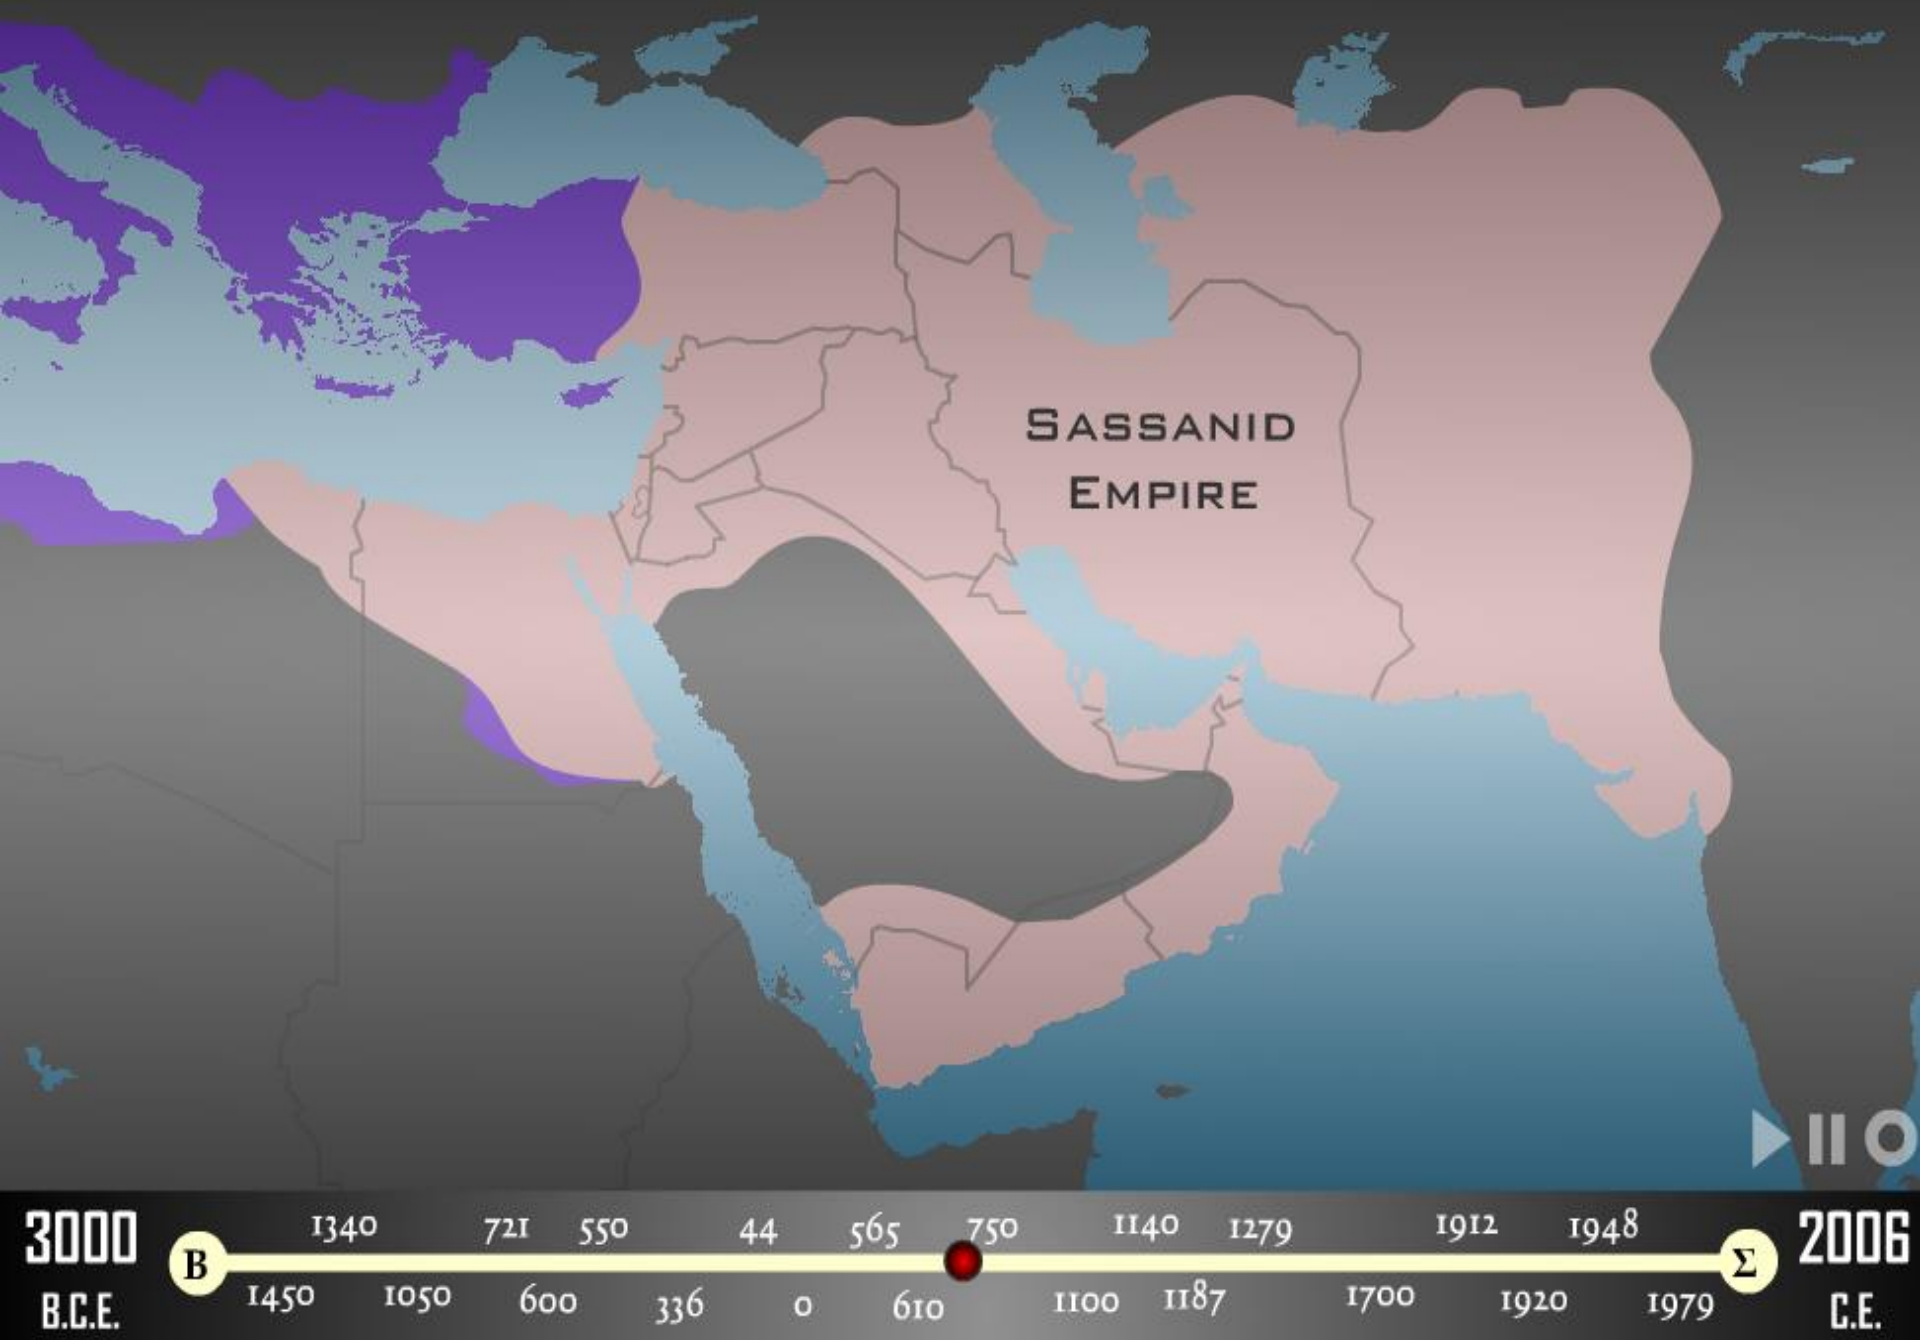 SASSANID
EMPIRE
3000
B.C.E.
B
1340 721 550 44 565 750 1140 1279 1912 1948
1450 1050 600 336 0 610 1100 1187 1700 1920 1979
Σ
2006
C.E.